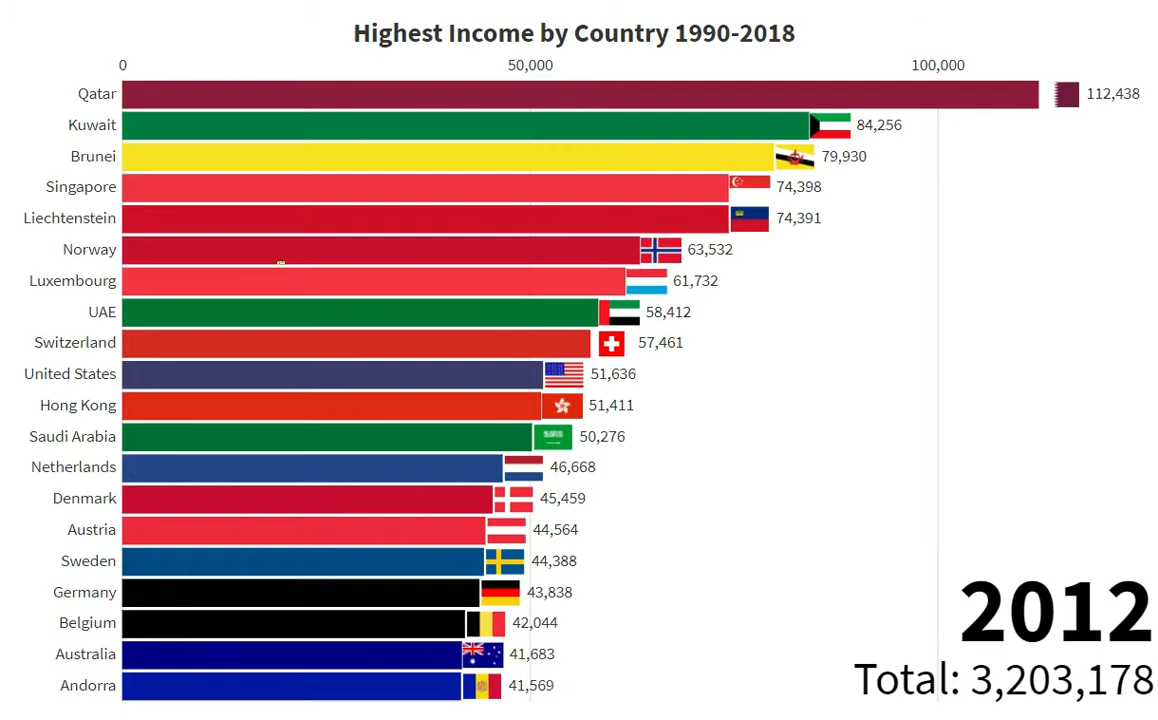 Highest Income by Country 1990-2018
0 50,000 100,000
Qatar 112,438
Kuwait 84,256
Brunei 79,930
Singapore 74,398
Liechtenstein 74,391
Norway 63,532
Luxembourg 61,732
UAE 58,412
Switzerland 57,461
United States 51,636
Hong Kong 51,411
Saudi Arabia 50,276
Netherlands 46,668
Denmark 45,459
Austria 44,564
Sweden 44,388
Germany 43,838
Belgium 42,044
Australia 41,683
Andorra 41,569
2012
Total: 3,203,178